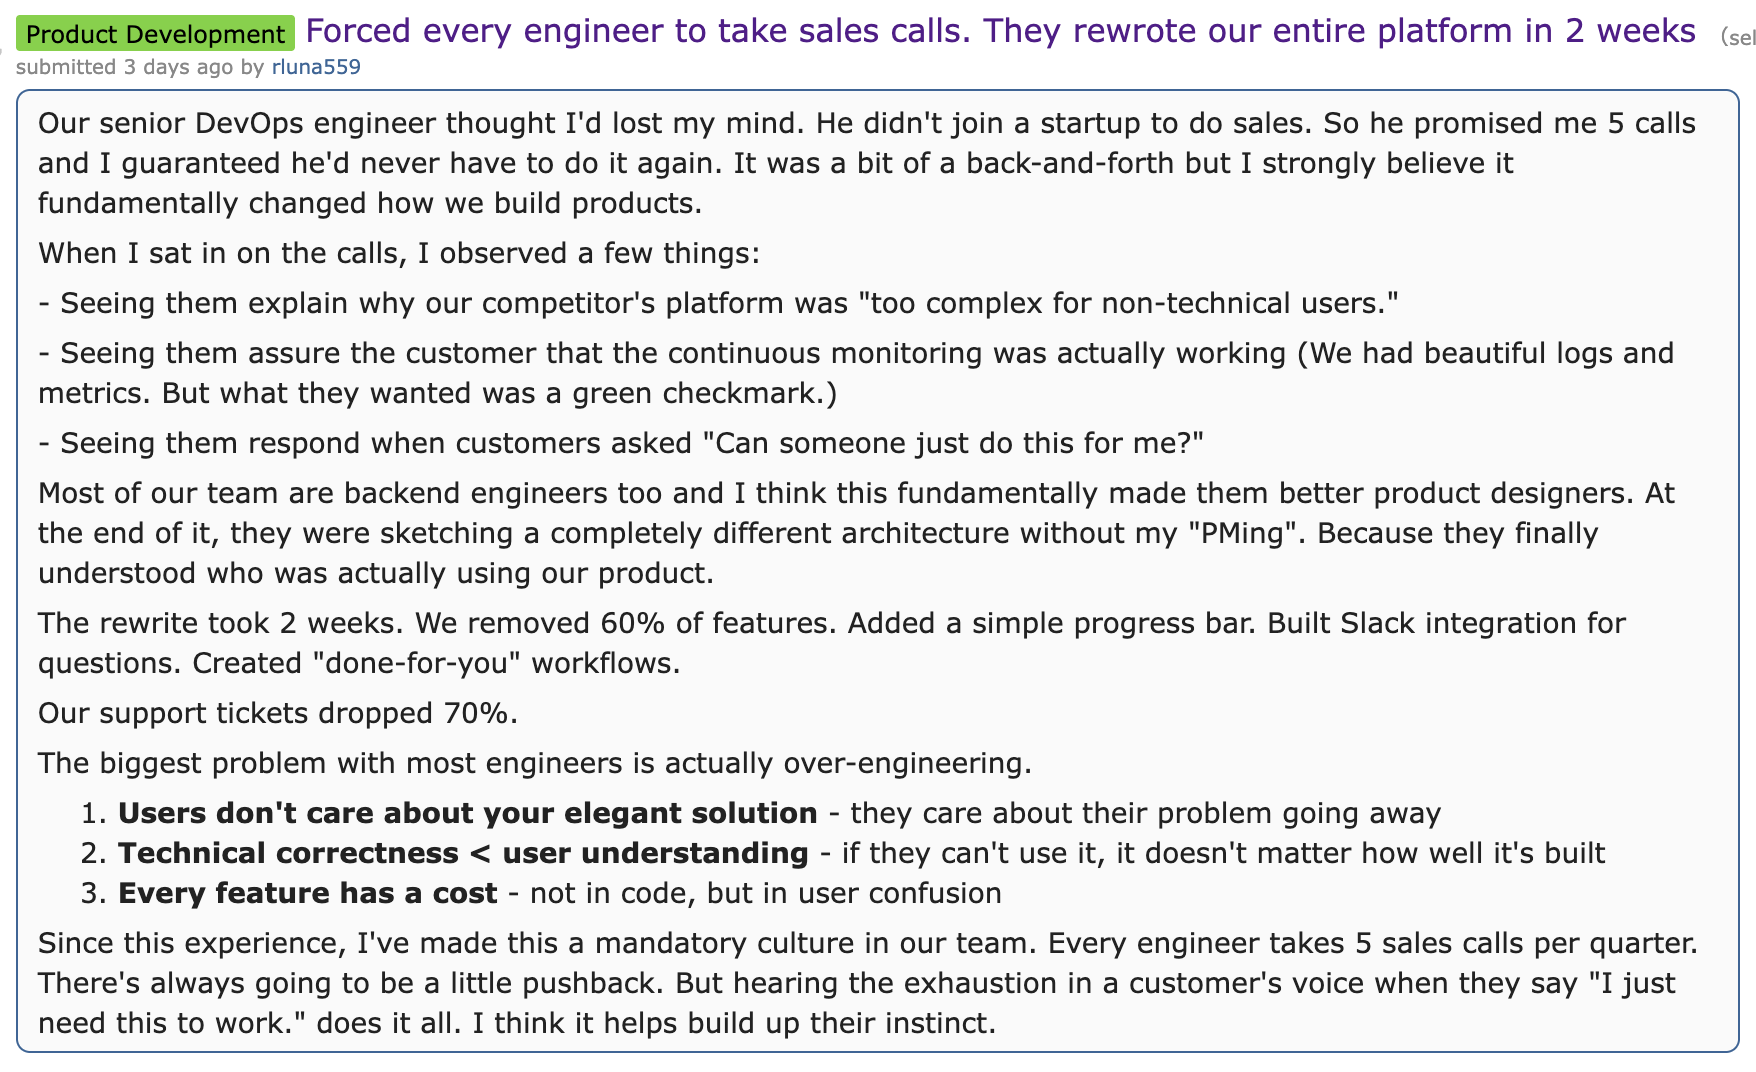 Product Development Forced every engineer to take sales calls. They rewrote our entire platform in 2 weeks (sel
submitted 3 days ago by rluna559
Our senior DevOps engineer thought I'd lost my mind. He didn't join a startup to do sales. So he promised me 5 calls
and I guaranteed he'd never have to do it again. It was a bit of a back-and-forth but I strongly believe it
fundamentally changed how we build products.
When I sat in on the calls, I observed a few things:
- Seeing them explain why our competitor's platform was "too complex for non-technical users."
- Seeing them assure the customer that the continuous monitoring was actually working (We had beautiful logs and
metrics. But what they wanted was a green checkmark.)
- Seeing them respond when customers asked "Can someone just do this for me?"
Most of our team are backend engineers too and I think this fundamentally made them better product designers. At
the end of it, they were sketching a completely different architecture without my "PMing". Because they finally
understood who was actually using our product.
The rewrite took 2 weeks. We removed 60% of features. Added a simple progress bar. Built Slack integration for
questions. Created "done-for-you" workflows.
Our support tickets dropped 70%.
The biggest problem with most engineers is actually over-engineering.
1. Users don't care about your elegant solution - they care about their problem going away
2. Technical correctness < user understanding - if they can't use it, it doesn't matter how well it's built
3. Every feature has a cost - not in code, but in user confusion
Since this experience, I've made this a mandatory culture in our team. Every engineer takes 5 sales calls per quarter.
There's always going to be a little pushback. But hearing the exhaustion in a customer's voice when they say "I just
need this to work." does it all. I think it helps build up their instinct.